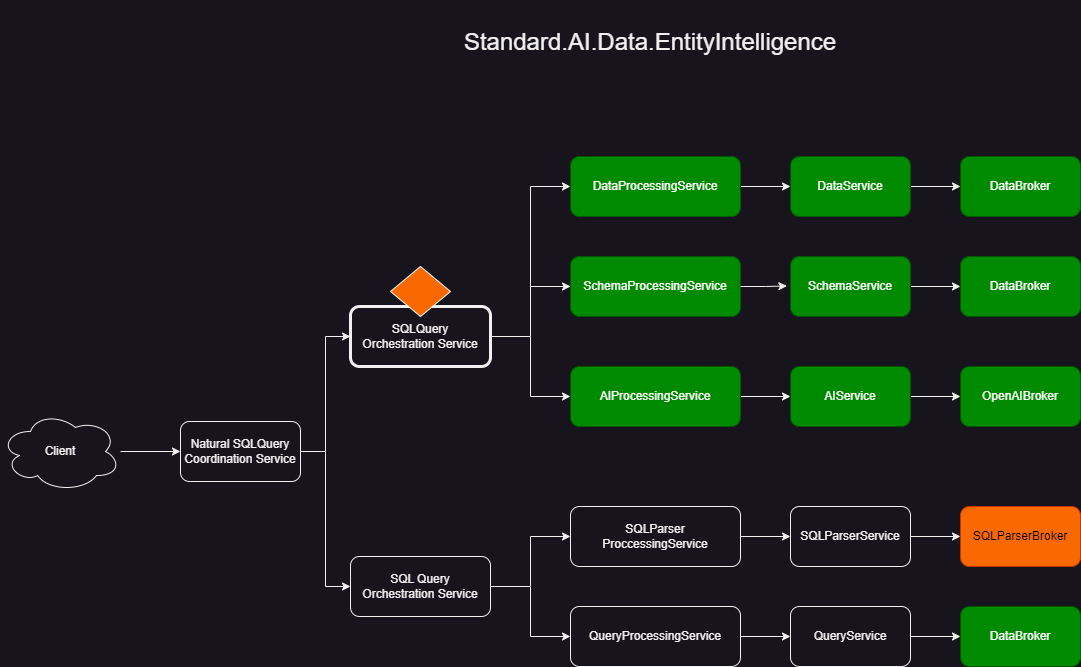 Standard.AI.Data.EntityIntelligence
DataProcessingService
DataService
DataBroker
SchemaProcessingService
SchemaService
DataBroker
SQLQuery
Orchestration Service
AIProcessingService
AIService
OpenAIBroker
Client
Natural SQLQuery
Coordination Service
SQLParser
ProccessingService
SQLParserService
SQLParserBroker
SQL Query
Orchestration Service
QueryProcessingService
QueryService
DataBroker